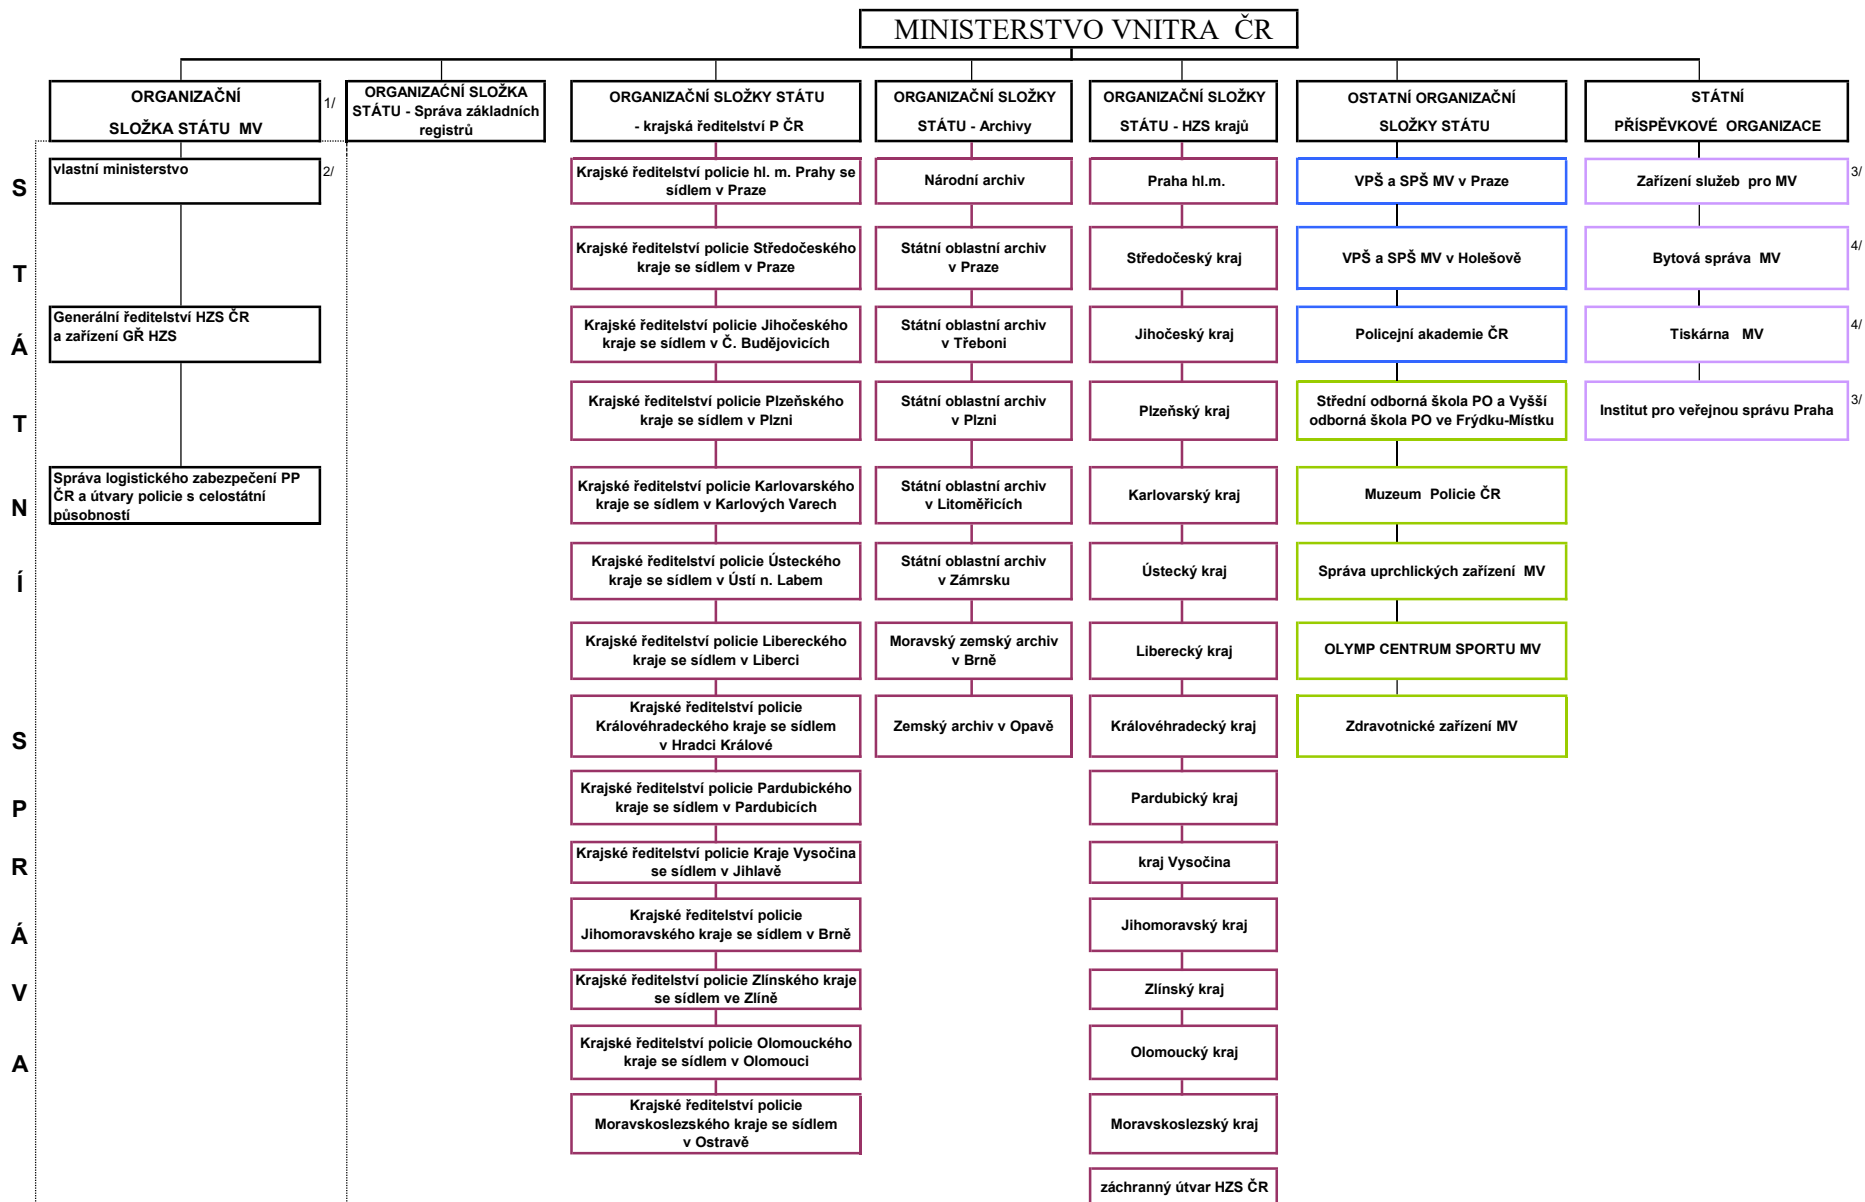 MINISTERSTVO VNITRA ČR
ORGANIZAČNÍ
SLOŽKA STÁTU MV
1/
ORGANIZAČNÍ SLOŽKA
STÁTU - Správa základních
registrů
ORGANIZAČNÍ SLOŽKY STÁTU
- krajská ředitelství P ČR
ORGANIZAČNÍ SLOŽKY
STÁTU - Archivy
ORGANIZAČNÍ SLOŽKY
STÁTU - HZS krajů
OSTATNÍ ORGANIZAČNÍ
SLOŽKY STÁTU
STÁTNÍ
PŘÍSPĚVKOVÉ ORGANIZACE
S
T
Á
T
N
Í
S
P
R
Á
V
A
vlastní ministerstvo
2/
Generální ředitelství HZS ČR
a zařízení GŘ HZS
Správa logistického zabezpečení PP
ČR a útvary policie s celostátní
působností
Krajské ředitelství policie hl. m. Prahy se
sídlem v Praze
Krajské ředitelství policie Středočeského
kraje se sídlem v Praze
Krajské ředitelství policie Jihočeského
kraje se sídlem v Č. Budějovicích
Krajské ředitelství policie Plzeňského
kraje se sídlem v Plzni
Krajské ředitelství policie Karlovarského
kraje se sídlem v Karlových Varech
Krajské ředitelství policie Ústeckého
kraje se sídlem v Ústí n. Labem
Krajské ředitelství policie Libereckého
kraje se sídlem v Liberci
Krajské ředitelství policie
Královéhradeckého kraje se sídlem
v Hradci Králové
Krajské ředitelství policie Pardubického
kraje se sídlem v Pardubicích
Krajské ředitelství policie Kraje Vysočina
se sídlem v Jihlavě
Krajské ředitelství policie
Jihomoravského kraje se sídlem v Brně
Krajské ředitelství policie Zlínského kraje
se sídlem ve Zlíně
Krajské ředitelství policie Olomouckého
kraje se sídlem v Olomouci
Krajské ředitelství policie
Moravskoslezského kraje se sídlem
v Ostravě
Národní archiv
Státní oblastní archiv
v Praze
Státní oblastní archiv
v Třeboni
Státní oblastní archiv
v Plzni
Státní oblastní archiv
v Litoměřicích
Státní oblastní archiv
v Zámrsku
Moravský zemský archiv
v Brně
Zemský archiv v Opavě
Praha hl.m.
Středočeský kraj
Jihočeský kraj
Plzeňský kraj
Karlovarský kraj
Ústecký kraj
Liberecký kraj
Královéhradecký kraj
Pardubický kraj
kraj Vysočina
Jihomoravský kraj
Zlínský kraj
Olomoucký kraj
Moravskoslezský kraj
záchranný útvar HZS ČR
VPŠ a SPŠ MV v Praze
VPŠ a SPŠ MV v Holešově
Policejní akademie ČR
Střední odborná škola PO a Vyšší
odborná škola PO ve Frýdku-Místku
Muzeum Policie ČR
Správa uprchlických zařízení MV
OLYMP CENTRUM SPORTU MV
Zdravotnické zařízení MV
Zařízení služeb pro MV
3/
Bytová správa MV
4/
Tiskárna MV
4/
Institut pro veřejnou správu Praha
3/